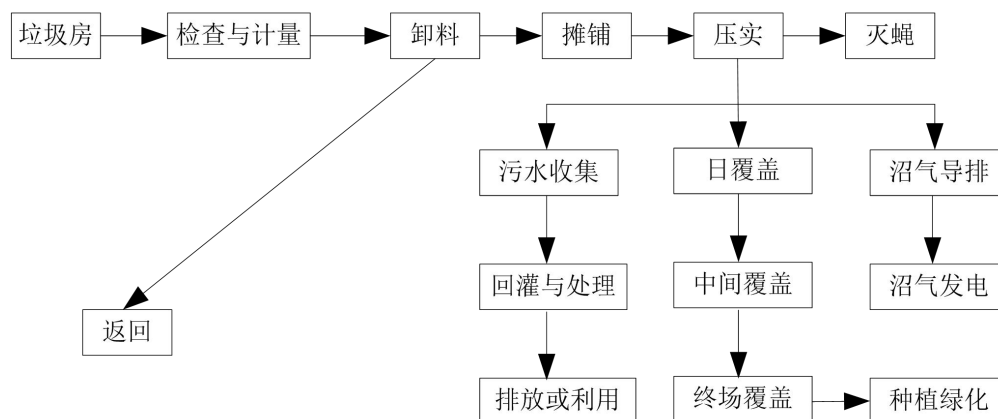 垃圾房
检查与计量
卸料
摊铺
压实
灭蝇
污水收集
日覆盖
沼气导排
回灌与处理
中间覆盖
沼气发电
返回
排放或利用
终场覆盖
种植绿化